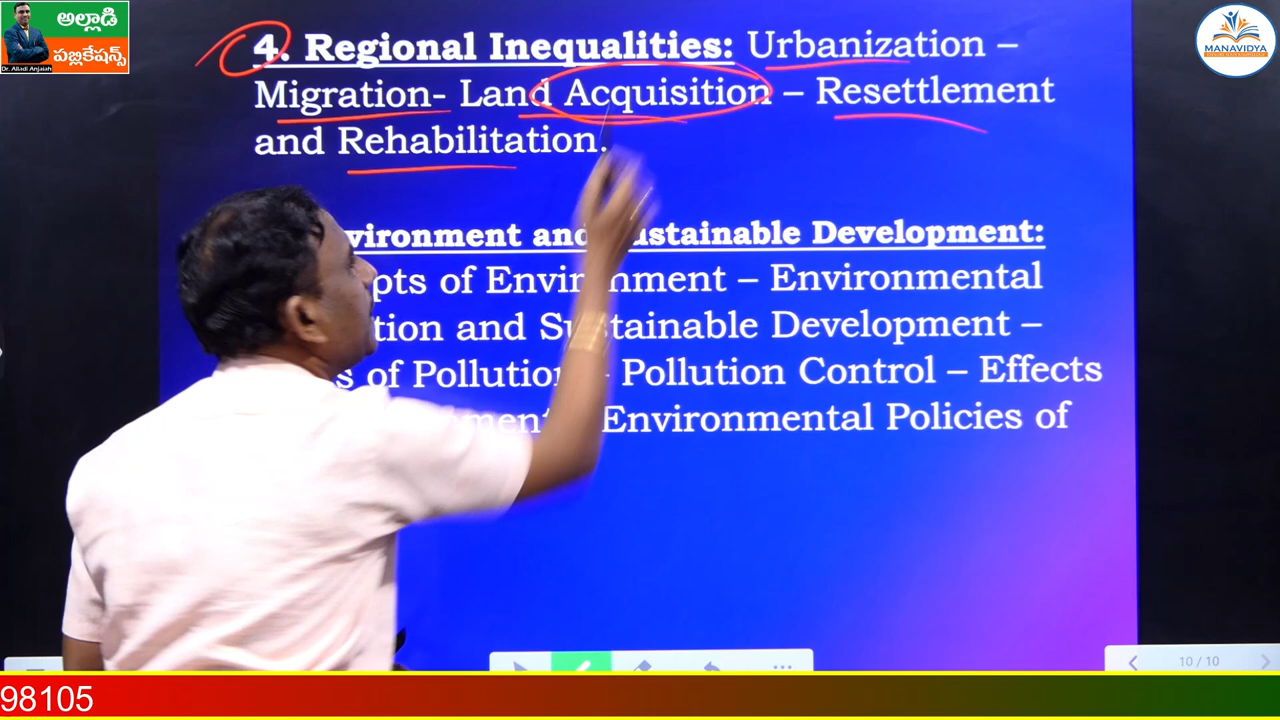 అల్లాడి
పబ్లికేషన్స్
Dr. Alladi Anjaiah
MANAVIDYA
4. Regional Inequalities: Urbanization –
Migration- Land Acquisition – Resettlement
and Rehabilitation.
and Sustainable Development:
of Environment – Environmental
and Sustainable Development –
of Pollution – Pollution Control – Effects
Environmental Policies of
10 / 10
98105